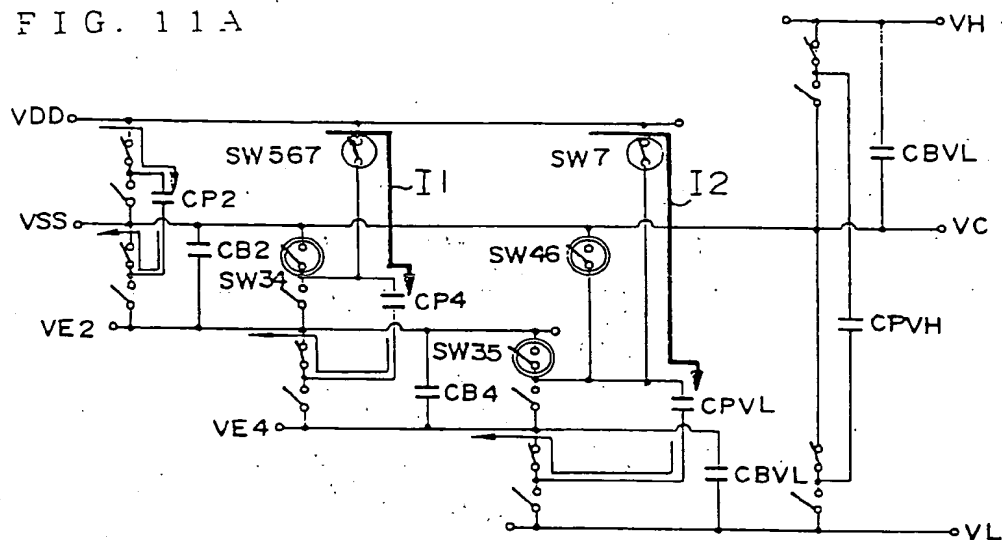 FIG. 11A
VH
VDD
SW567
I1
SW7
I2
CBVL
CP2
VSS
VC
CB2
SW34
SW46
CP4
CPVH
VE2
SW35
CB4
CPVL
VE4
CBVL
VL